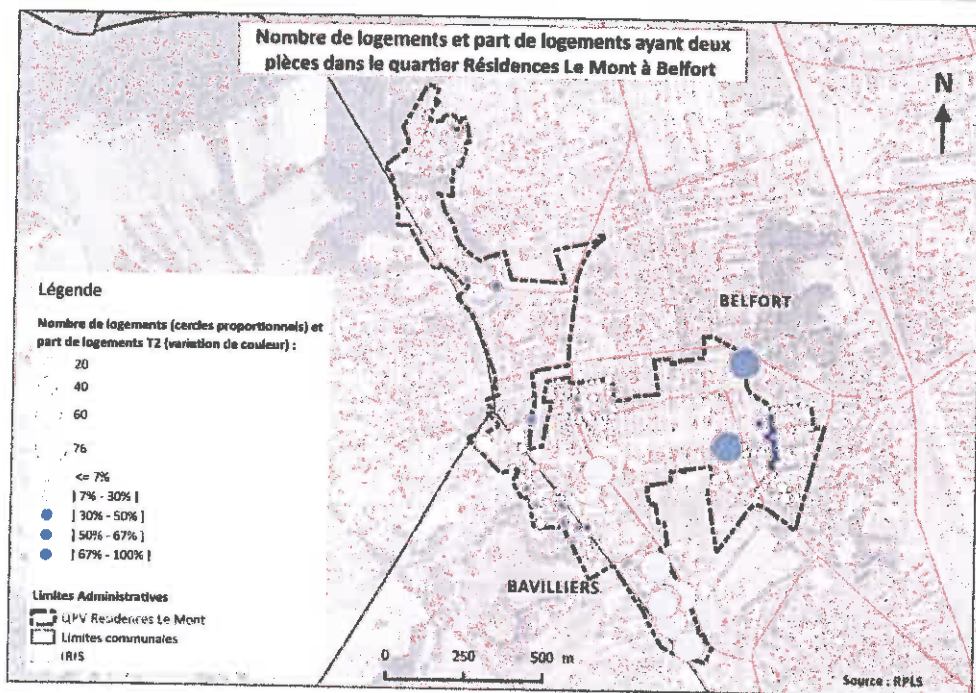 Nombre de logements et part de logements ayant deux
pièces dans le quartier Résidences Le Mont à Belfort
N
BELFORT
BAVILLIERS
Légende
Nombre de logements (cercles proportionnels) et
part de logements T2 (variation de couleur) :
20
40
60
76
<= 7%
] 7% - 30% ]
] 30% - 50% ]
] 50% - 67% ]
] 67% - 100% ]
Limites Administratives
QPV Residences Le Mont
Limites communales
IRIS
0 250 500 m
Source : RPLS